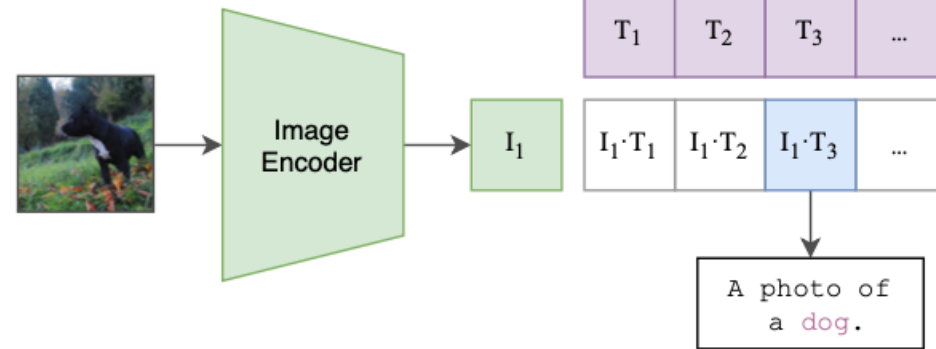 T₁ T₂ T₃ ...
Image
Encoder
I₁
I₁·T₁ I₁·T₂ I₁·T₃ ...
A photo of
a dog.